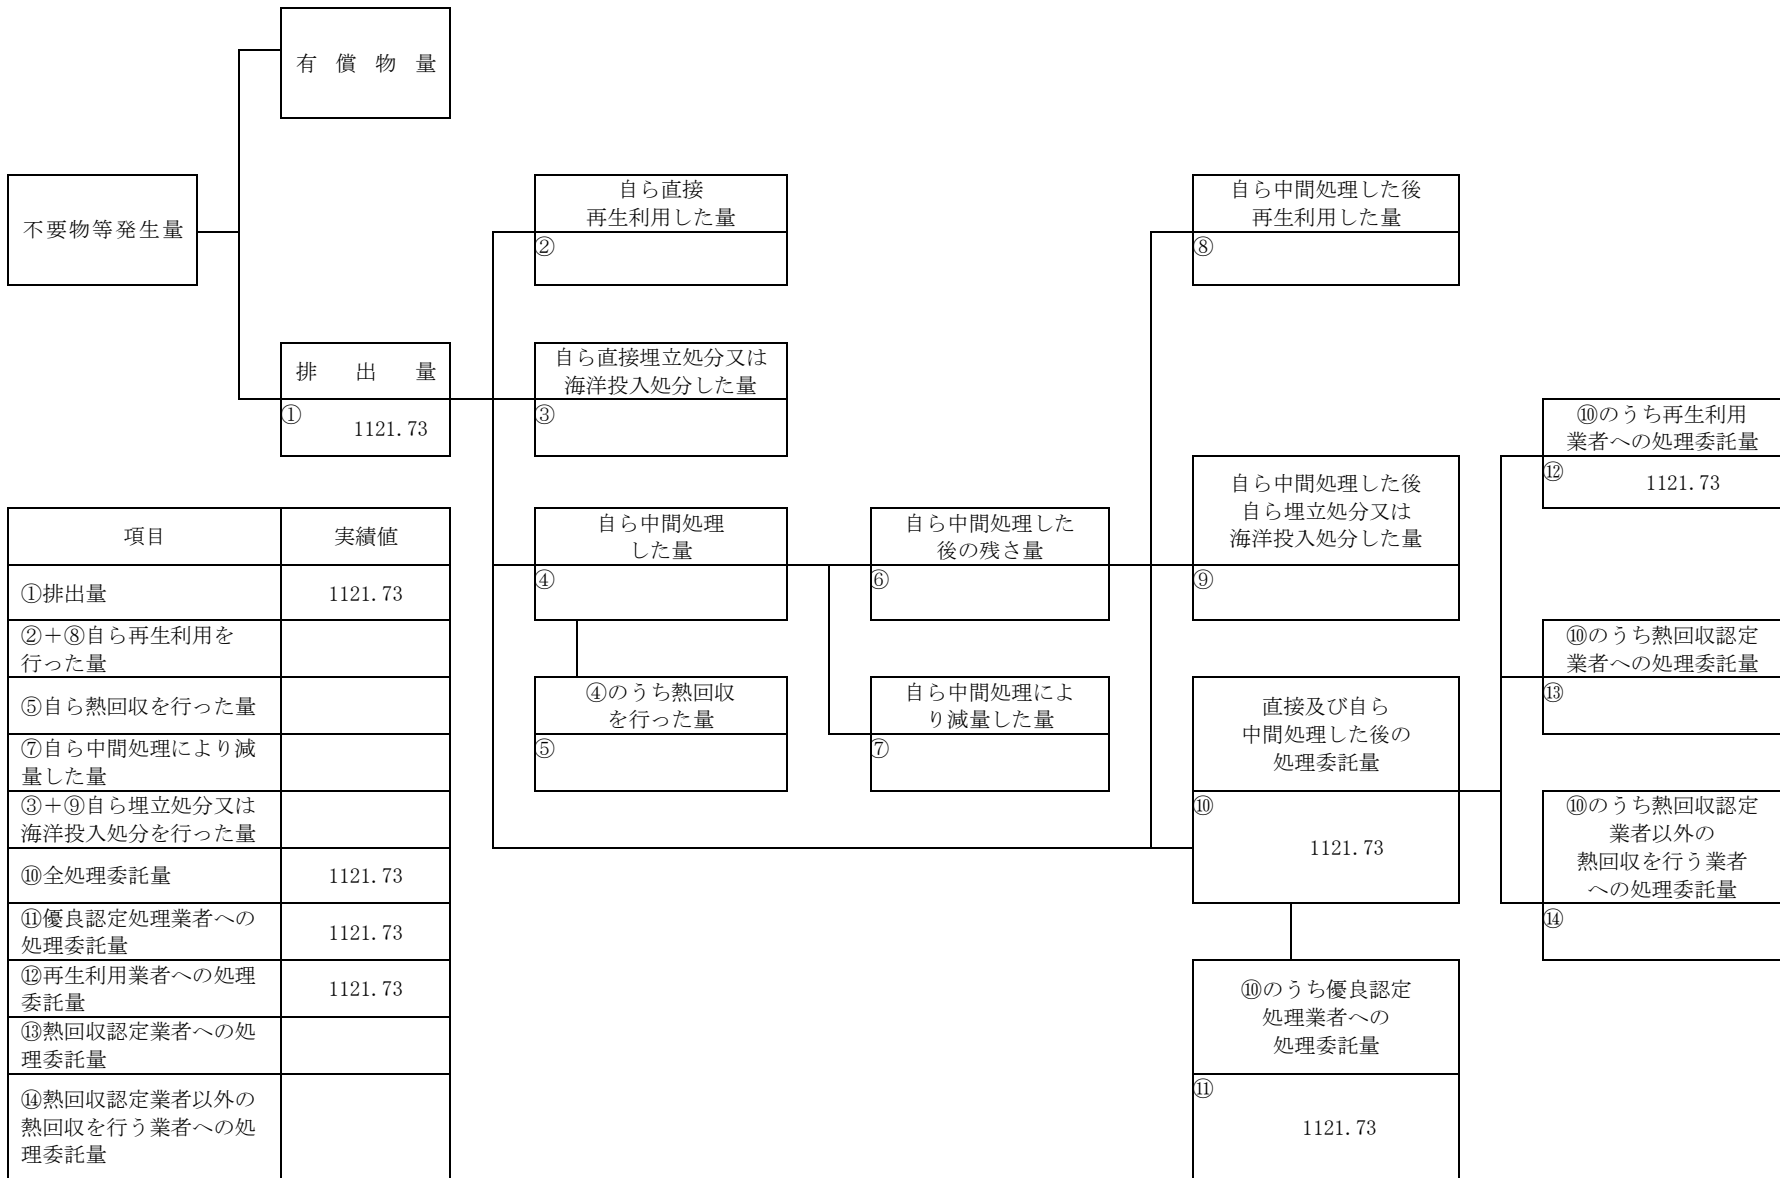 有償物量
不要物等発生量
排出量
①
1121.73
自ら直接
再生利用した量
②
自ら直接埋立処分又は
海洋投入処分した量
③
自ら中間処理
した量
④
④のうち熱回収
を行った量
⑤
自ら中間処理した
後の残さ量
⑥
自ら中間処理によ
り減量した量
⑦
自ら中間処理した後
再生利用した量
⑧
自ら中間処理した後
自ら埋立処分又は
海洋投入処分した量
⑨
直接及び自ら
中間処理した後の
処理委託量
⑩
1121.73
⑩のうち優良認定
処理業者への
処理委託量
⑪
1121.73
⑩のうち再生利用
業者への処理委託量
⑫
1121.73
⑩のうち熱回収認定
業者への処理委託量
⑬
⑩のうち熱回収認定
業者以外の
熱回収を行う業者
への処理委託量
⑭
項目 実績値
①排出量 1121.73
②＋⑧自ら再生利用を
行った量
⑤自ら熱回収を行った量
⑦自ら中間処理により減
量した量
③＋⑨自ら埋立処分又は
海洋投入処分を行った量
⑩全処理委託量 1121.73
⑪優良認定処理業者への
処理委託量 1121.73
⑫再生利用業者への処理
委託量 1121.73
⑬熱回収認定業者への処
理委託量
⑭熱回収認定業者以外の
熱回収を行う業者への処
理委託量